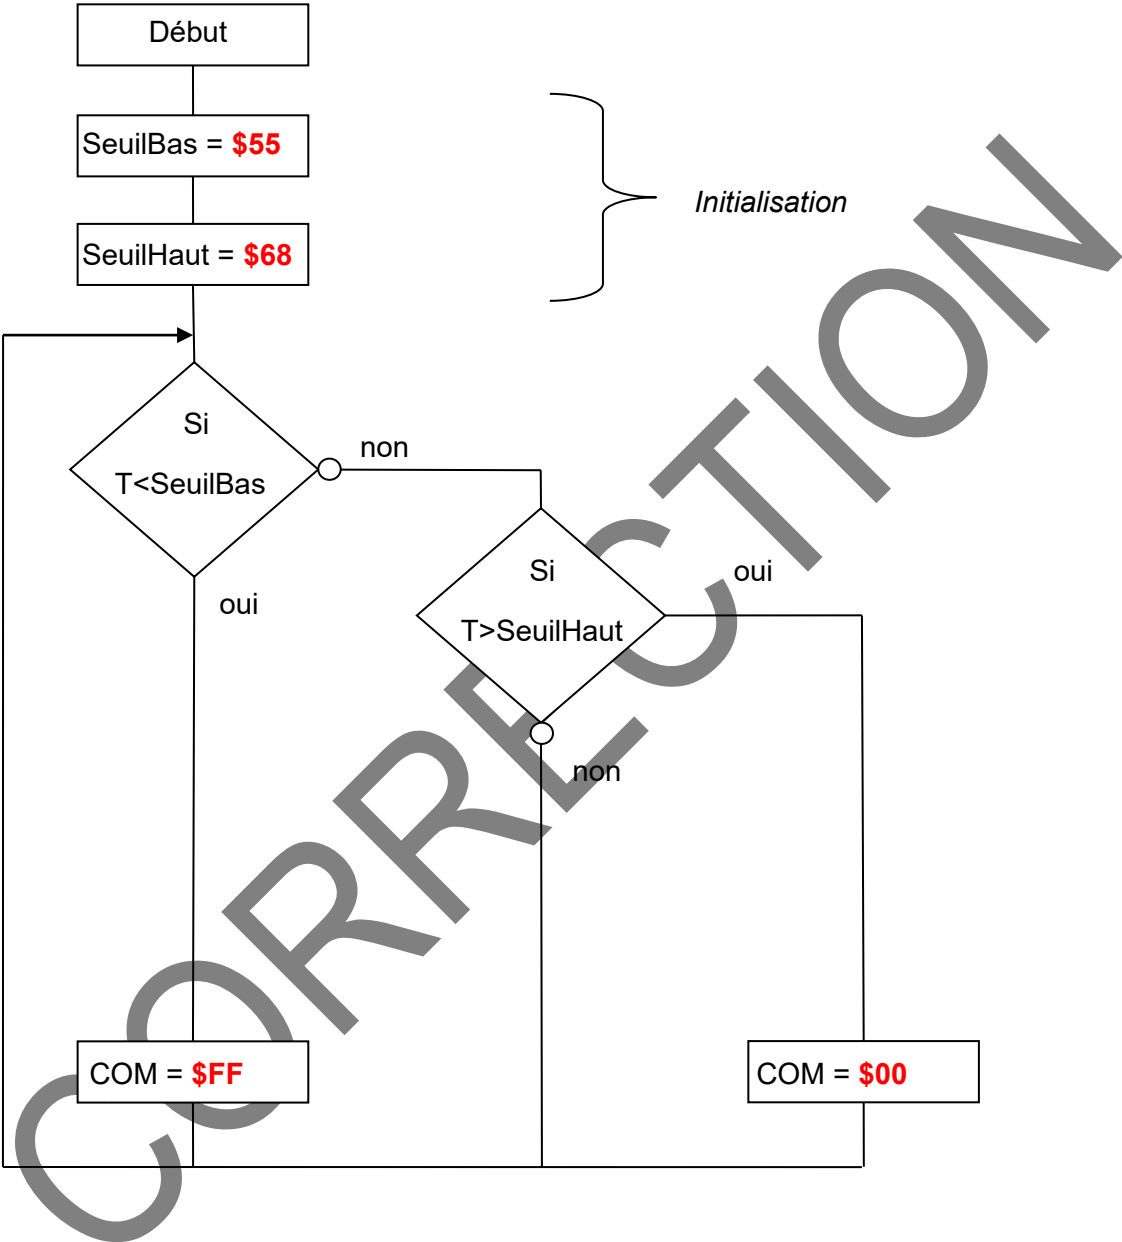 Début
SeuilBas = $55
Initialisation
SeuilHaut = $68
Si
T<SeuilBas
non
oui
Si
T>SeuilHaut
oui
non
COM = $FF
COM = $00
CORRECTION